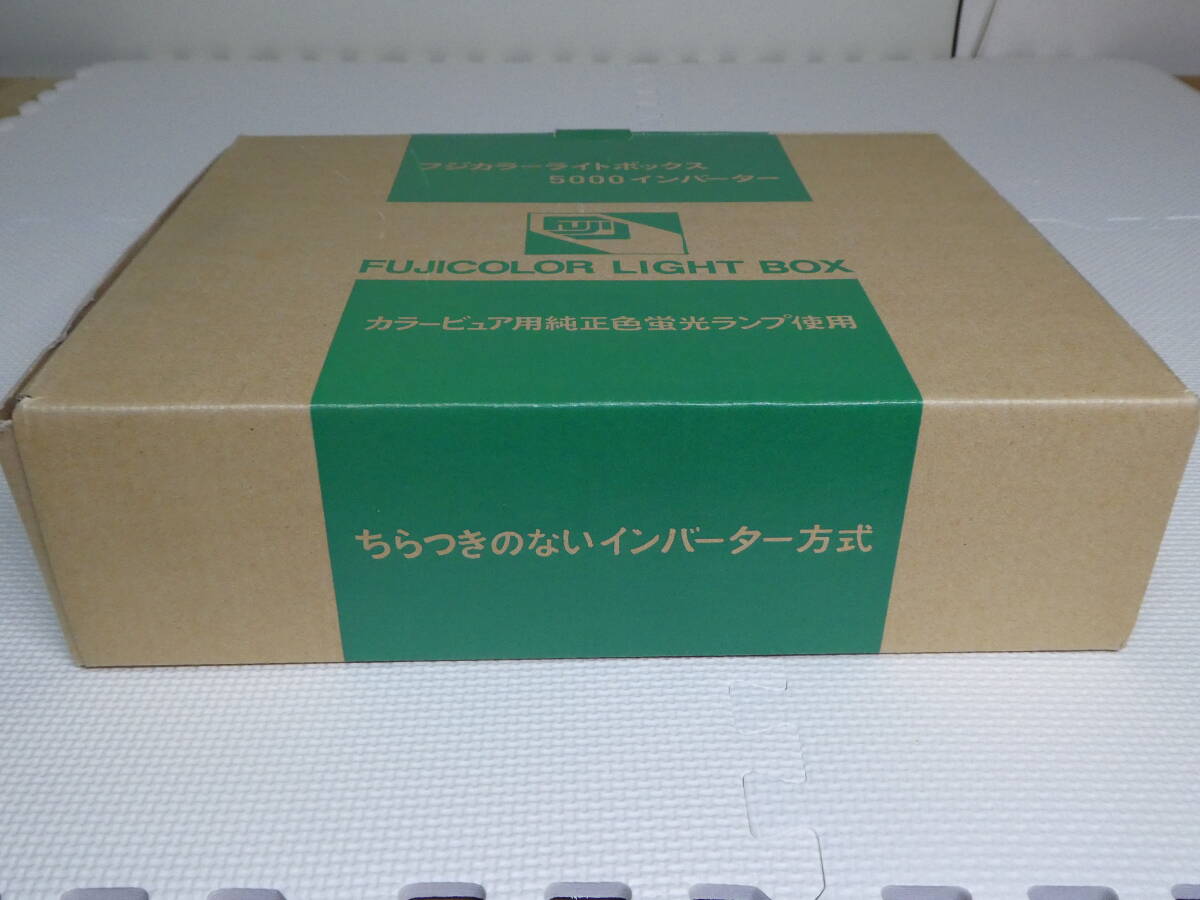 フジカラーライトボックス
5000インバーター
FUJI
FUJICOLOR LIGHT BOX
カラービュア用純正色蛍光ランプ使用
ちらつきのないインバーター方式